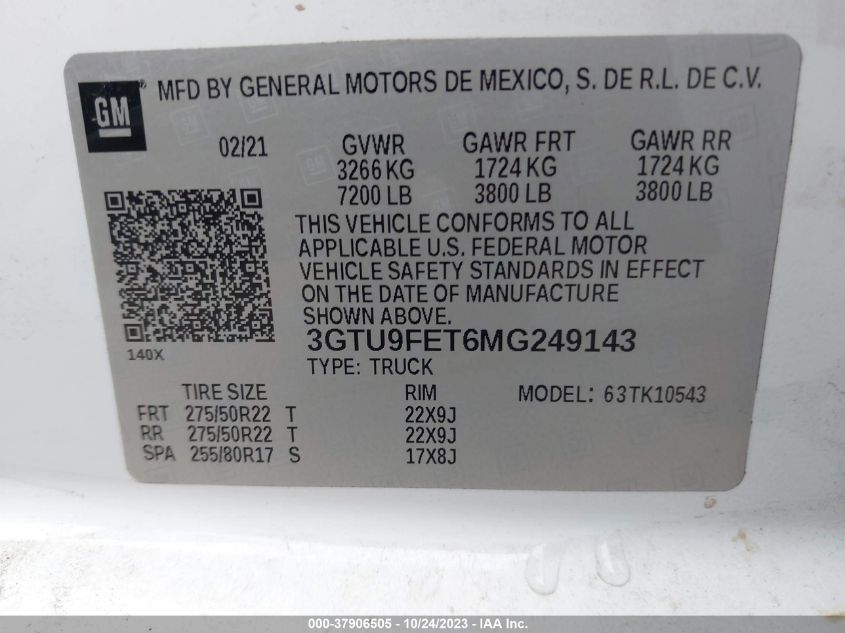 GM ® MFD BY GENERAL MOTORS DE MEXICO, S. DE R.L. DE C.V.
02/21 GVWR GAWR FRT GAWR RR
3266 KG 1724 KG 1724 KG
7200 LB 3800 LB 3800 LB
THIS VEHICLE CONFORMS TO ALL
APPLICABLE U.S. FEDERAL MOTOR
VEHICLE SAFETY STANDARDS IN EFFECT
ON THE DATE OF MANUFACTURE
SHOWN ABOVE.
3GTU9FET6MG249143
140X
TYPE: TRUCK
TIRE SIZE RIM MODEL: 63TK10543
FRT 275/50R22 T 22X9J
RR 275/50R22 T 22X9J
SPA 255/80R17 S 17X8J
000-37906505 - 10/24/2023 - IAA Inc.